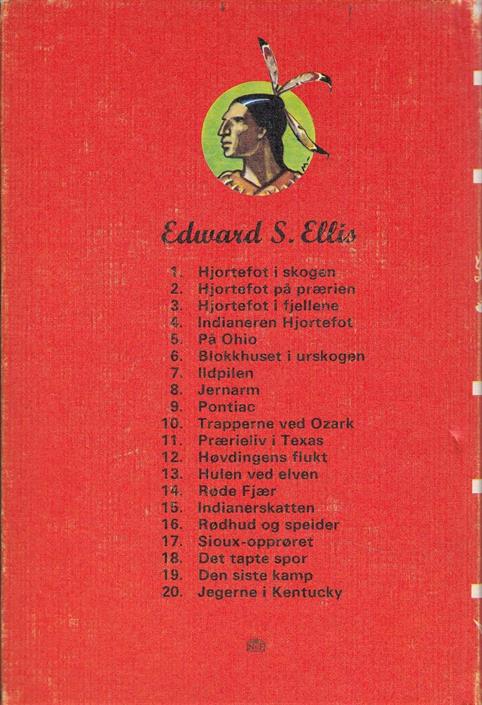 Edward S. Ellis
1. Hjortefot i skogen
2. Hjortefot på prærien
3. Hjortefot i fjellene
4. Indianeren Hjortefot
5. På Ohio
6. Blokkhuset i urskogen
7. Ildpilen
8. Jernarm
9. Pontiac
10. Trapperne ved Ozark
11. Prærieliv i Texas
12. Høvdingens flukt
13. Hulen ved elven
14. Røde Fjær
15. Indianerskatten
16. Rødhud og speider
17. Sioux-opprøret
18. Det tapte spor
19. Den siste kamp
20. Jegerne i Kentucky